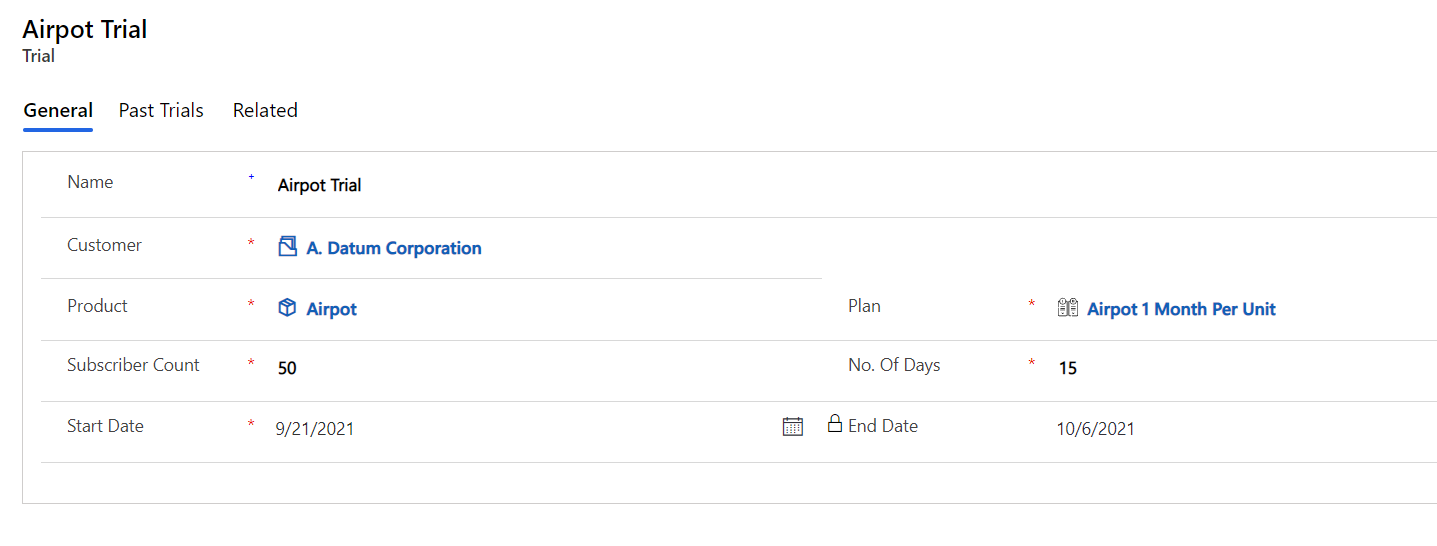 Airpot Trial
Trial
General Past Trials Related
Name + Airpot Trial
Customer * A. Datum Corporation
Product * Airpot Plan * Airpot 1 Month Per Unit
Subscriber Count * 50 No. Of Days * 15
Start Date * 9/21/2021 End Date 10/6/2021